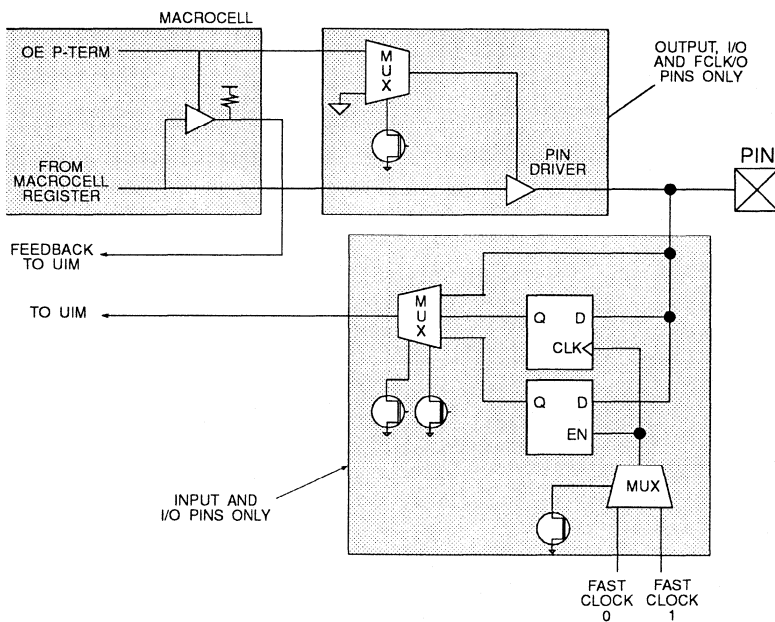 MACROCELL
OE P-TERM
MUX
OUTPUT, I/O
AND FCLK/O
PINS ONLY
FROM
MACROCELL
REGISTER
PIN
DRIVER
PIN
FEEDBACK
TO UIM
TO UIM
MUX
Q D
CLK
Q D
EN
MUX
INPUT AND
I/O PINS ONLY
FAST
CLOCK
0
FAST
CLOCK
1